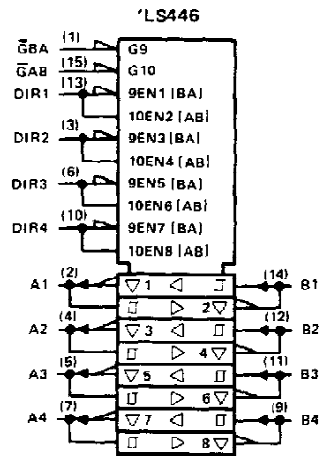 'LS446
G̅BA (1) G9
G̅AB (15) G10
DIR1 (13) 9EN1 [BA]
10EN2 [AB]
DIR2 (3) 9EN3 [BA]
10EN4 [AB]
DIR3 (6) 9EN5 [BA]
10EN6 [AB]
DIR4 (10) 9EN7 [BA]
10EN8 [AB]
A1 (2) ▽ 1 ◁ (14) B1
▷ 2 ▽
A2 (4) ▽ 3 ◁ (12) B2
▷ 4 ▽
A3 (5) ▽ 5 ◁ (11) B3
▷ 6 ▽
A4 (7) ▽ 7 ◁ (9) B4
▷ 8 ▽